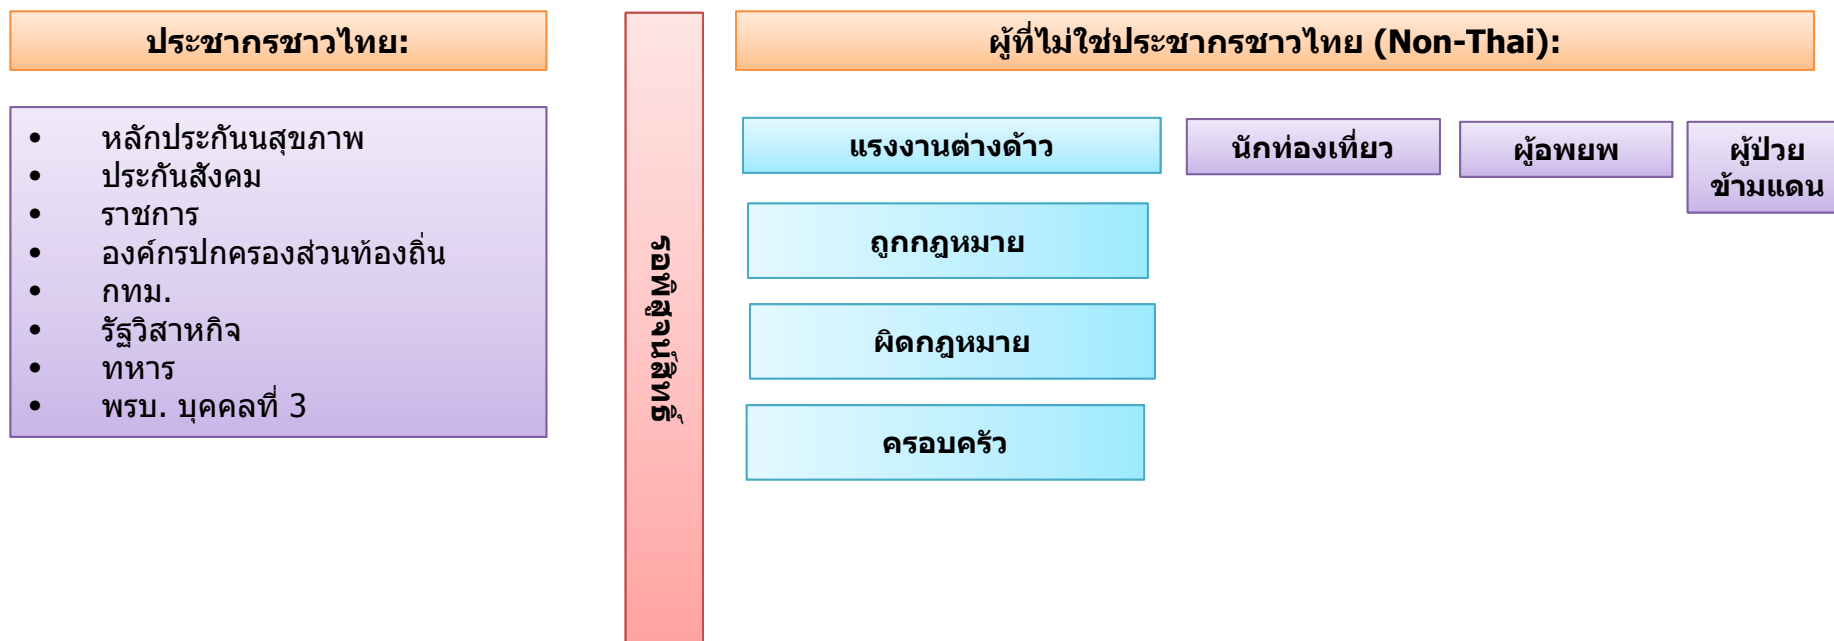 ประชากรชาวไทย:
• หลักประกันนสุขภาพ
• ประกันสังคม
• ราชการ
• องค์กรปกครองส่วนท้องถิ่น
• กทม.
• รัฐวิสาหกิจ
• ทหาร
• พรบ. บุคคลที่ 3
รอพิสูจน์สิทธิ์
ผู้ที่ไม่ใช่ประชากรชาวไทย (Non-Thai):
แรงงานต่างด้าว
ถูกกฎหมาย
ผิดกฎหมาย
ครอบครัว
นักท่องเที่ยว
ผู้อพยพ
ผู้ป่วย
ข้ามแดน